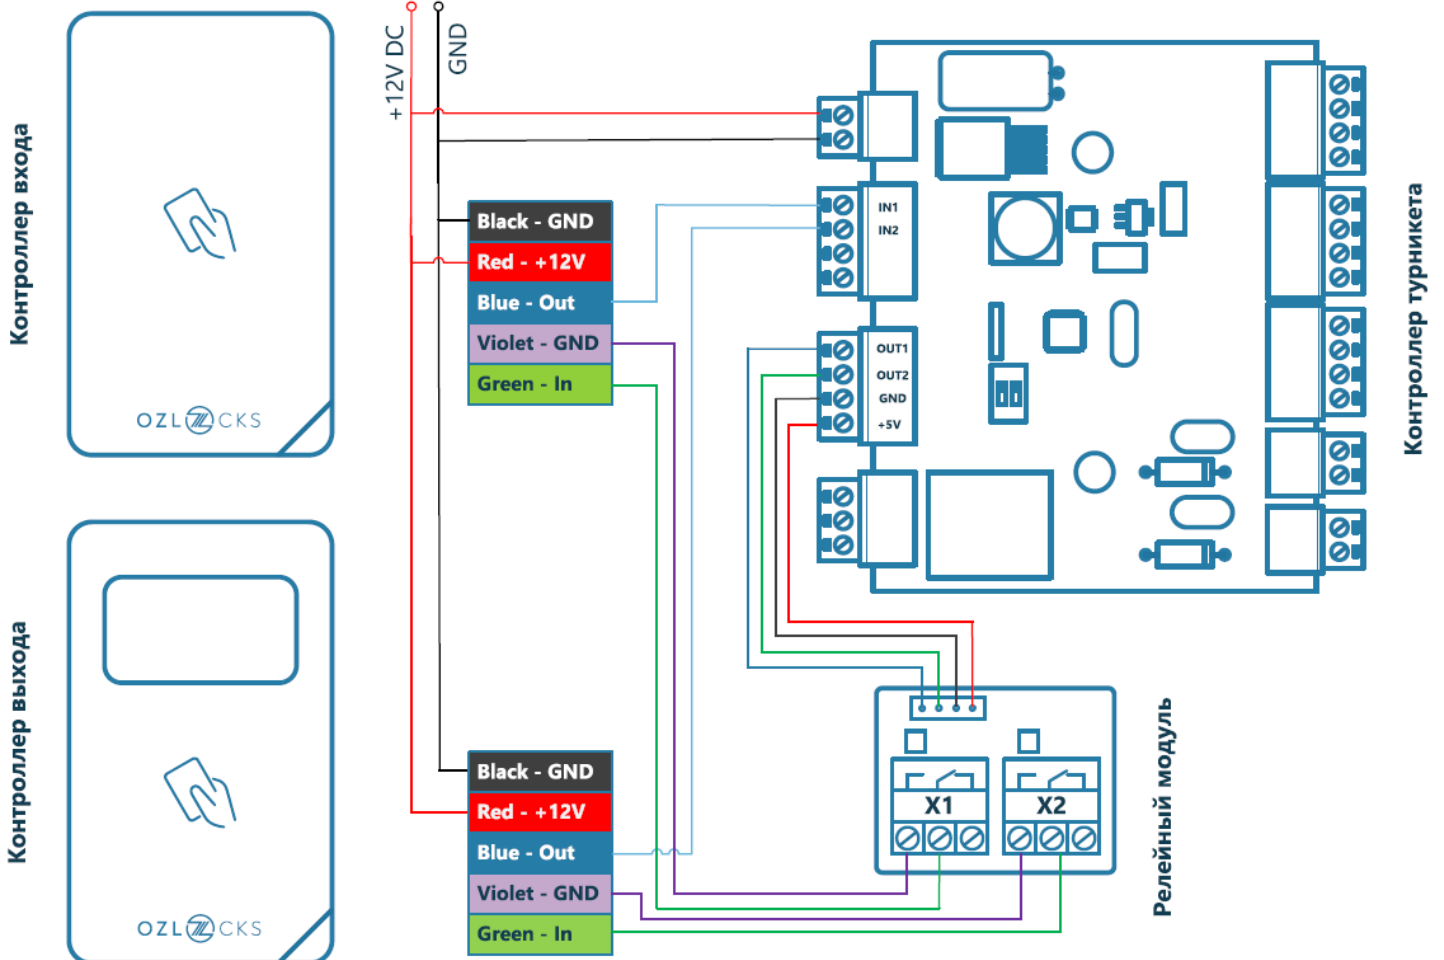 +12V DC
GND
Контроллер входа
OZLOCKS
Black - GND
Red - +12V
Blue - Out
Violet - GND
Green - In
IN1
IN2
OUT1
OUT2
GND
+5V
Контроллер турникета
Контроллер выхода
OZLOCKS
Black - GND
Red - +12V
Blue - Out
Violet - GND
Green - In
X1
X2
Релейный модуль